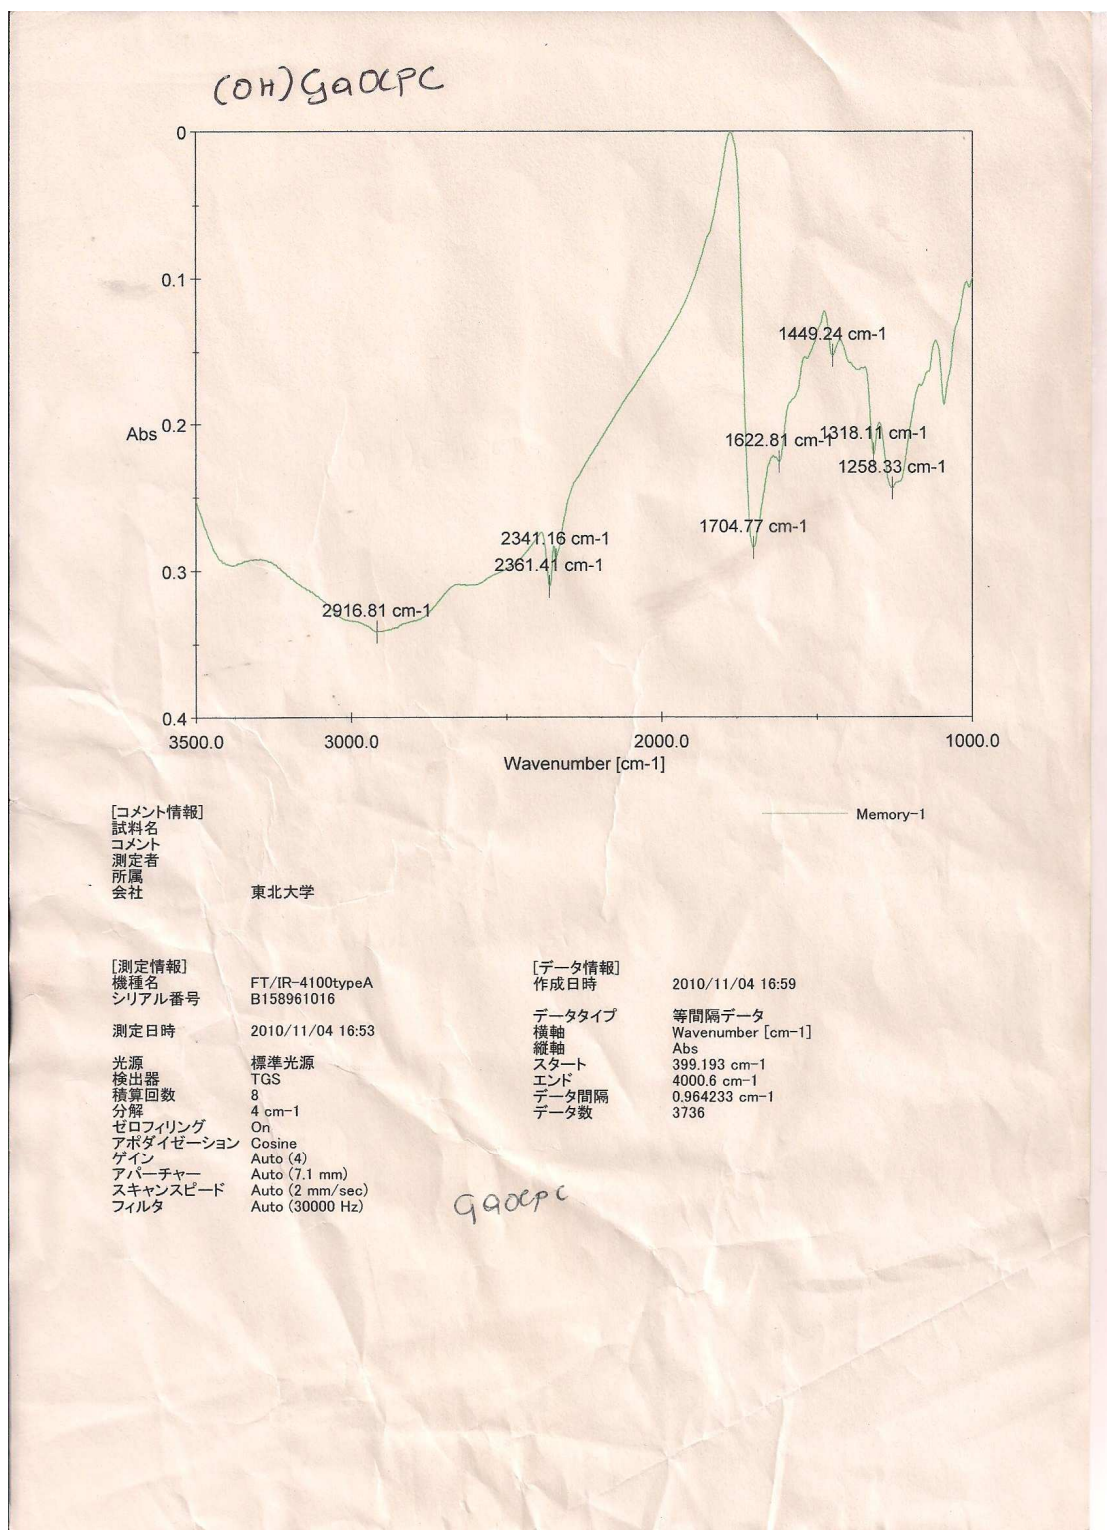 (OH)GaOCPC
0
0.1
1449.24 cm-1
Abs 0.2
1622.81 cm-1 1318.11 cm-1
1258.33 cm-1
1704.77 cm-1
2341.16 cm-1
2361.41 cm-1
0.3
2916.81 cm-1
0.4
3500.0 3000.0 2000.0 1000.0
Wavenumber [cm-1]
Memory-1
[コメント情報]
試料名
コメント
測定者
所属
会社 東北大学
[測定情報]
機種名 FT/IR-4100typeA
シリアル番号 B158961016
測定日時 2010/11/04 16:53
光源 標準光源
検出器 TGS
積算回数 8
分解 4 cm-1
ゼロフィリング On
アポダイゼーション Cosine
ゲイン Auto (4)
アパーチャー Auto (7.1 mm)
スキャンスピード Auto (2 mm/sec)
フィルタ Auto (30000 Hz)
[データ情報]
作成日時 2010/11/04 16:59
データタイプ 等間隔データ
横軸 Wavenumber [cm-1]
縦軸 Abs
スタート 399.193 cm-1
エンド 4000.6 cm-1
データ間隔 0.964233 cm-1
データ数 3736
GaOCPC